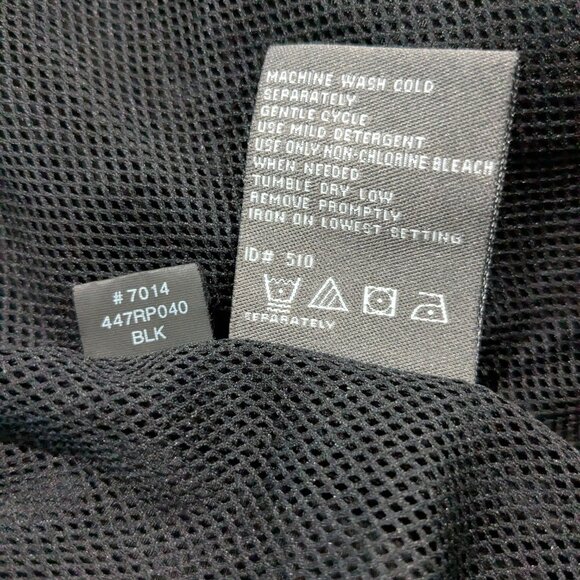 MACHINE WASH COLD
SEPARATELY
GENTLE CYCLE
USE MILD DETERGENT
USE ONLY NON-CHLORINE BLEACH
WHEN NEEDED
TUMBLE DRY LOW
REMOVE PROMPTLY
IRON ON LOWEST SETTING
ID# 510
SEPARATELY
#7014
447RP040
BLK